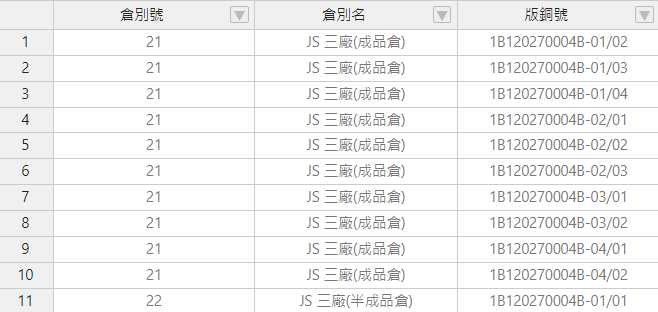 倉別號 倉別名 版銅號
1 21 JS 三廠(成品倉) 1B120270004B-01/02
2 21 JS 三廠(成品倉) 1B120270004B-01/03
3 21 JS 三廠(成品倉) 1B120270004B-01/04
4 21 JS 三廠(成品倉) 1B120270004B-02/01
5 21 JS 三廠(成品倉) 1B120270004B-02/02
6 21 JS 三廠(成品倉) 1B120270004B-02/03
7 21 JS 三廠(成品倉) 1B120270004B-03/01
8 21 JS 三廠(成品倉) 1B120270004B-03/02
9 21 JS 三廠(成品倉) 1B120270004B-04/01
10 21 JS 三廠(成品倉) 1B120270004B-04/02
11 22 JS 三廠(半成品倉) 1B120270004B-01/01